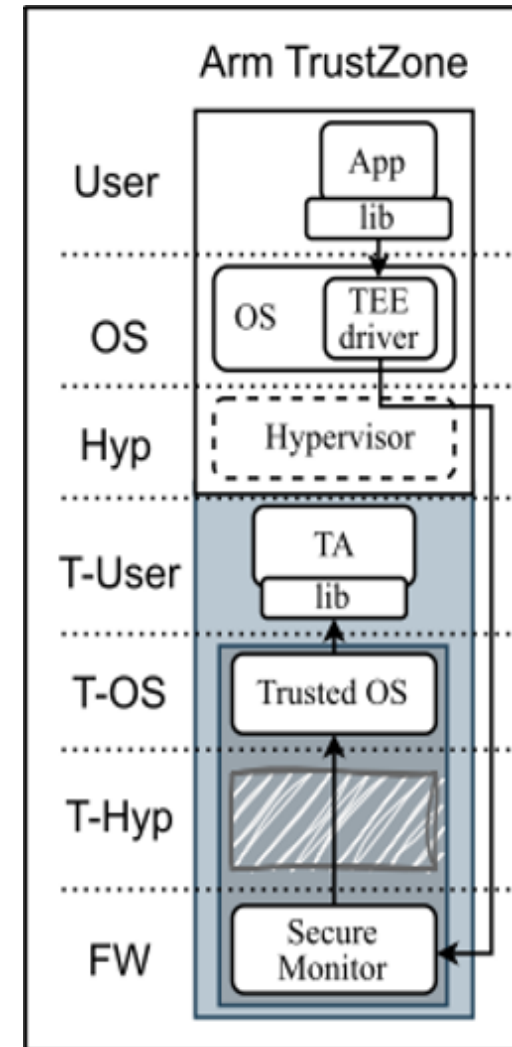 Arm TrustZone
User
App
lib
OS
OS
TEE
driver
Hyp
Hypervisor
T-User
TA
lib
T-OS
Trusted OS
T-Hyp
FW
Secure
Monitor